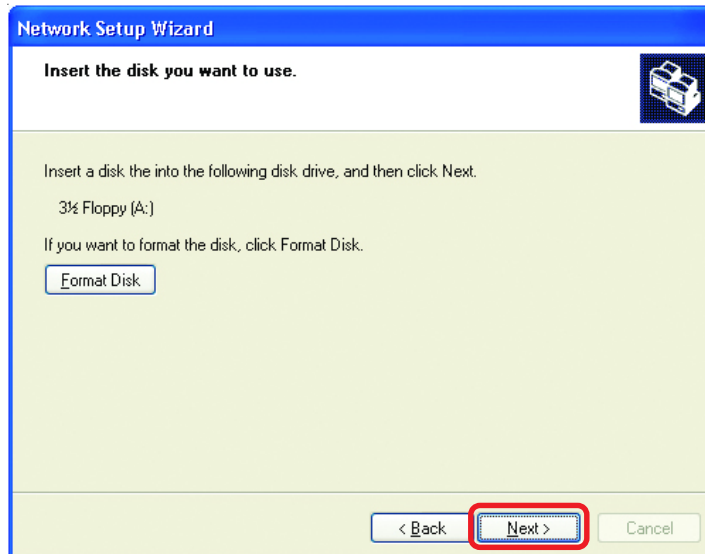 Network Setup Wizard
Insert the disk you want to use.
Insert a disk the into the following disk drive, and then click Next.
3½ Floppy (A:)
If you want to format the disk, click Format Disk.
Format Disk
< Back Next > Cancel